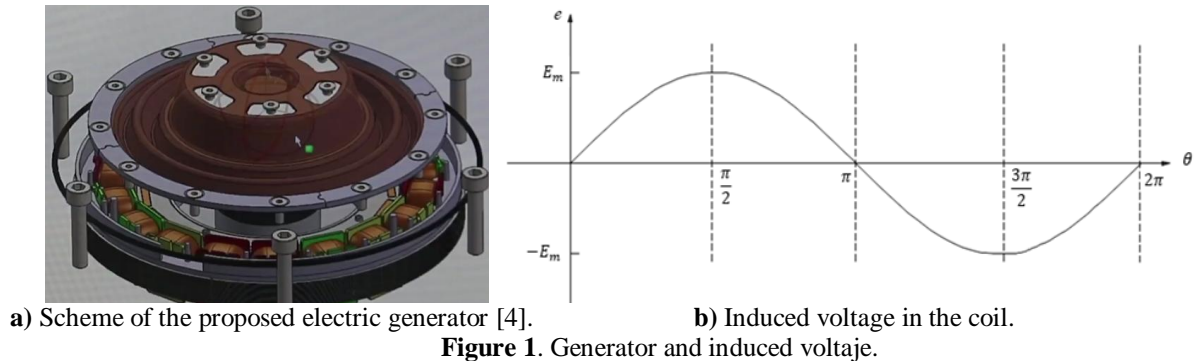 e
E_m
θ
π/2
π
3π/2
2π
−E_m
a) Scheme of the proposed electric generator [4].
b) Induced voltage in the coil.
Figure 1. Generator and induced voltaje.